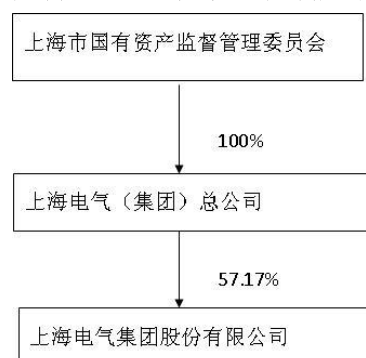 上海市国有资产监督管理委员会
100%
上海电气（集团）总公司
57.17%
上海电气集团股份有限公司